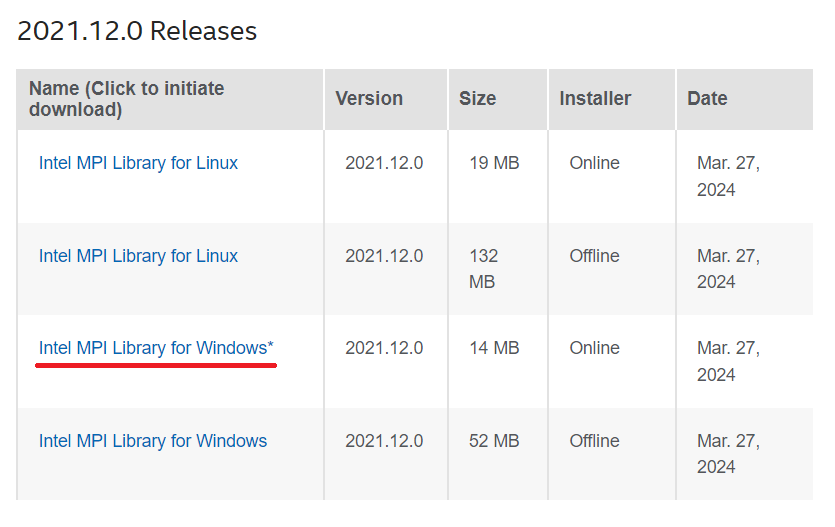 2021.12.0 Releases
Name (Click to initiate download) Version Size Installer Date
Intel MPI Library for Linux 2021.12.0 19 MB Online Mar. 27, 2024
Intel MPI Library for Linux 2021.12.0 132 MB Offline Mar. 27, 2024
Intel MPI Library for Windows* 2021.12.0 14 MB Online Mar. 27, 2024
Intel MPI Library for Windows 2021.12.0 52 MB Offline Mar. 27, 2024